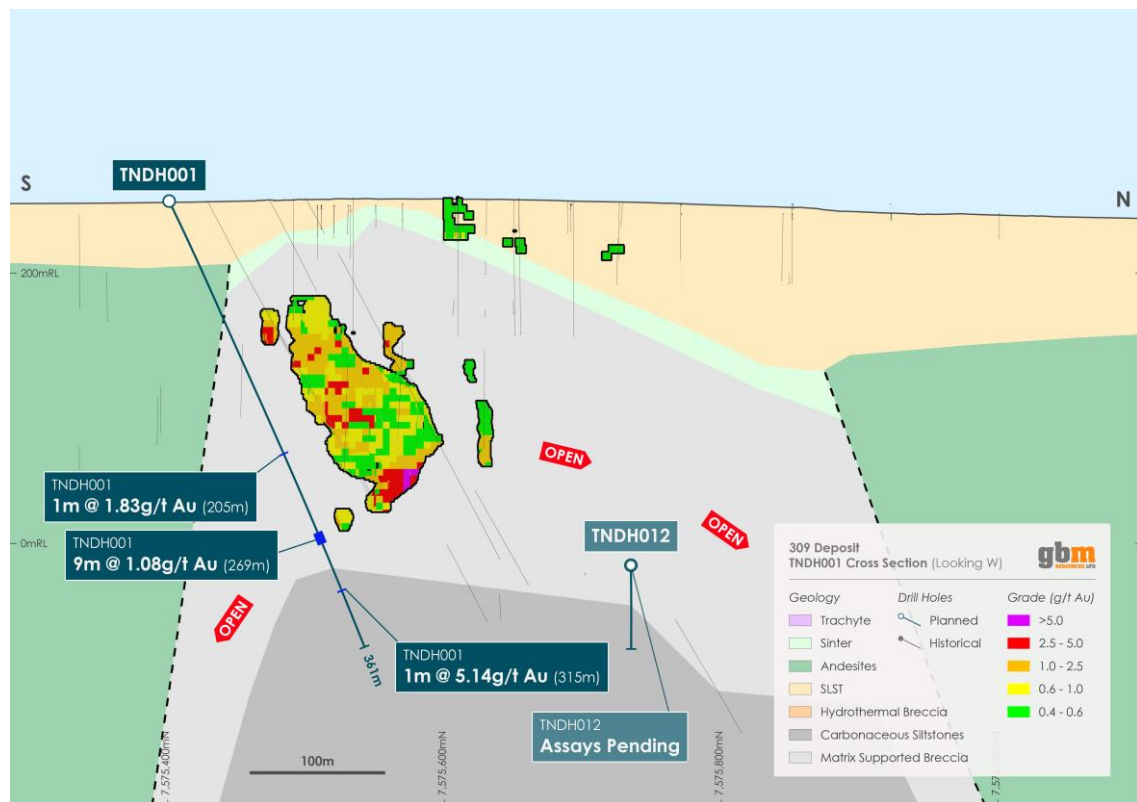 TNDH001
S
N
200mRL
OPEN
TNDH001
1m @ 1.83g/t Au (205m)
OPEN
TNDH012
0mRL
TNDH001
9m @ 1.08g/t Au (269m)
OPEN
TNDH001
1m @ 5.14g/t Au (315m)
361m
TNDH012
Assays Pending
100m
7,575,400mN
7,575,600mN
7,575,800mN
309 Deposit
TNDH001 Cross Section (Looking W)
gbm
RESOURCES LTD
Geology
Trachyte
Sinter
Andesites
SLST
Hydrothermal Breccia
Carbonaceous Siltstones
Matrix Supported Breccia
Drill Holes
Planned
Historical
Grade (g/t Au)
>5.0
2.5 - 5.0
1.0 - 2.5
0.6 - 1.0
0.4 - 0.6